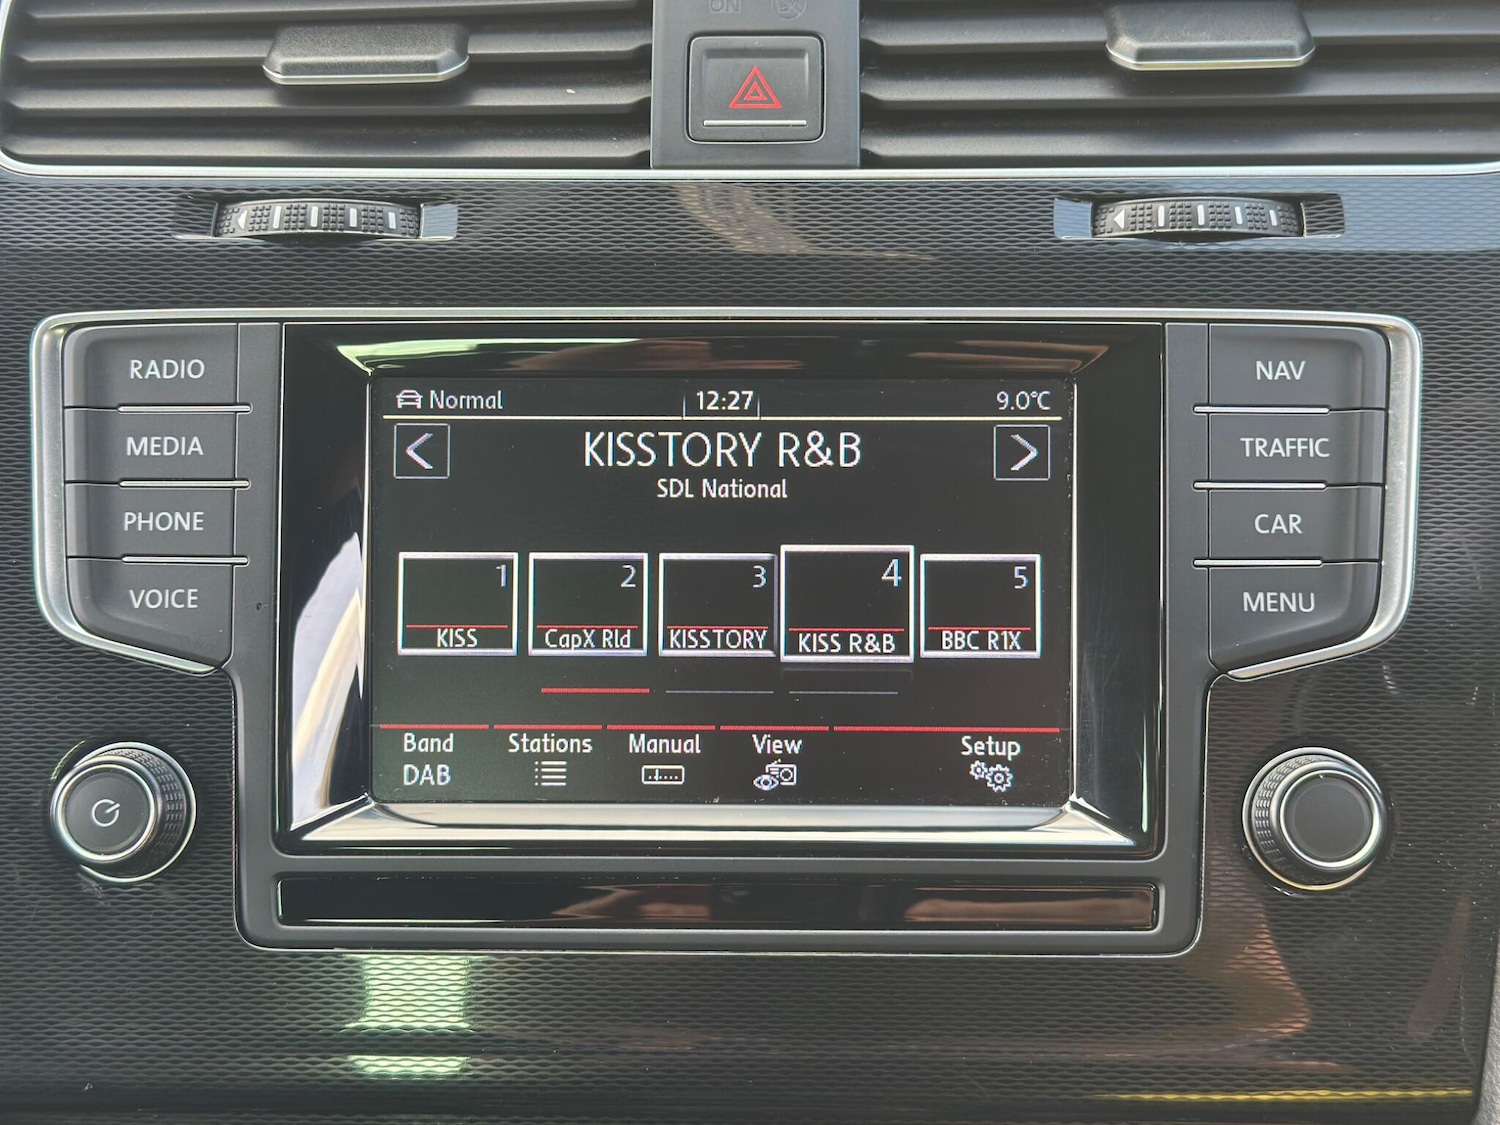 ON
RADIO
MEDIA
PHONE
VOICE
Normal 12:27 9.0°C
KISSTORY R&B
SDL National
1 2 3 4 5
KISS CapX Rld KISSTORY KISS R&B BBC R1X
Band Stations Manual View Setup
DAB
NAV
TRAFFIC
CAR
MENU